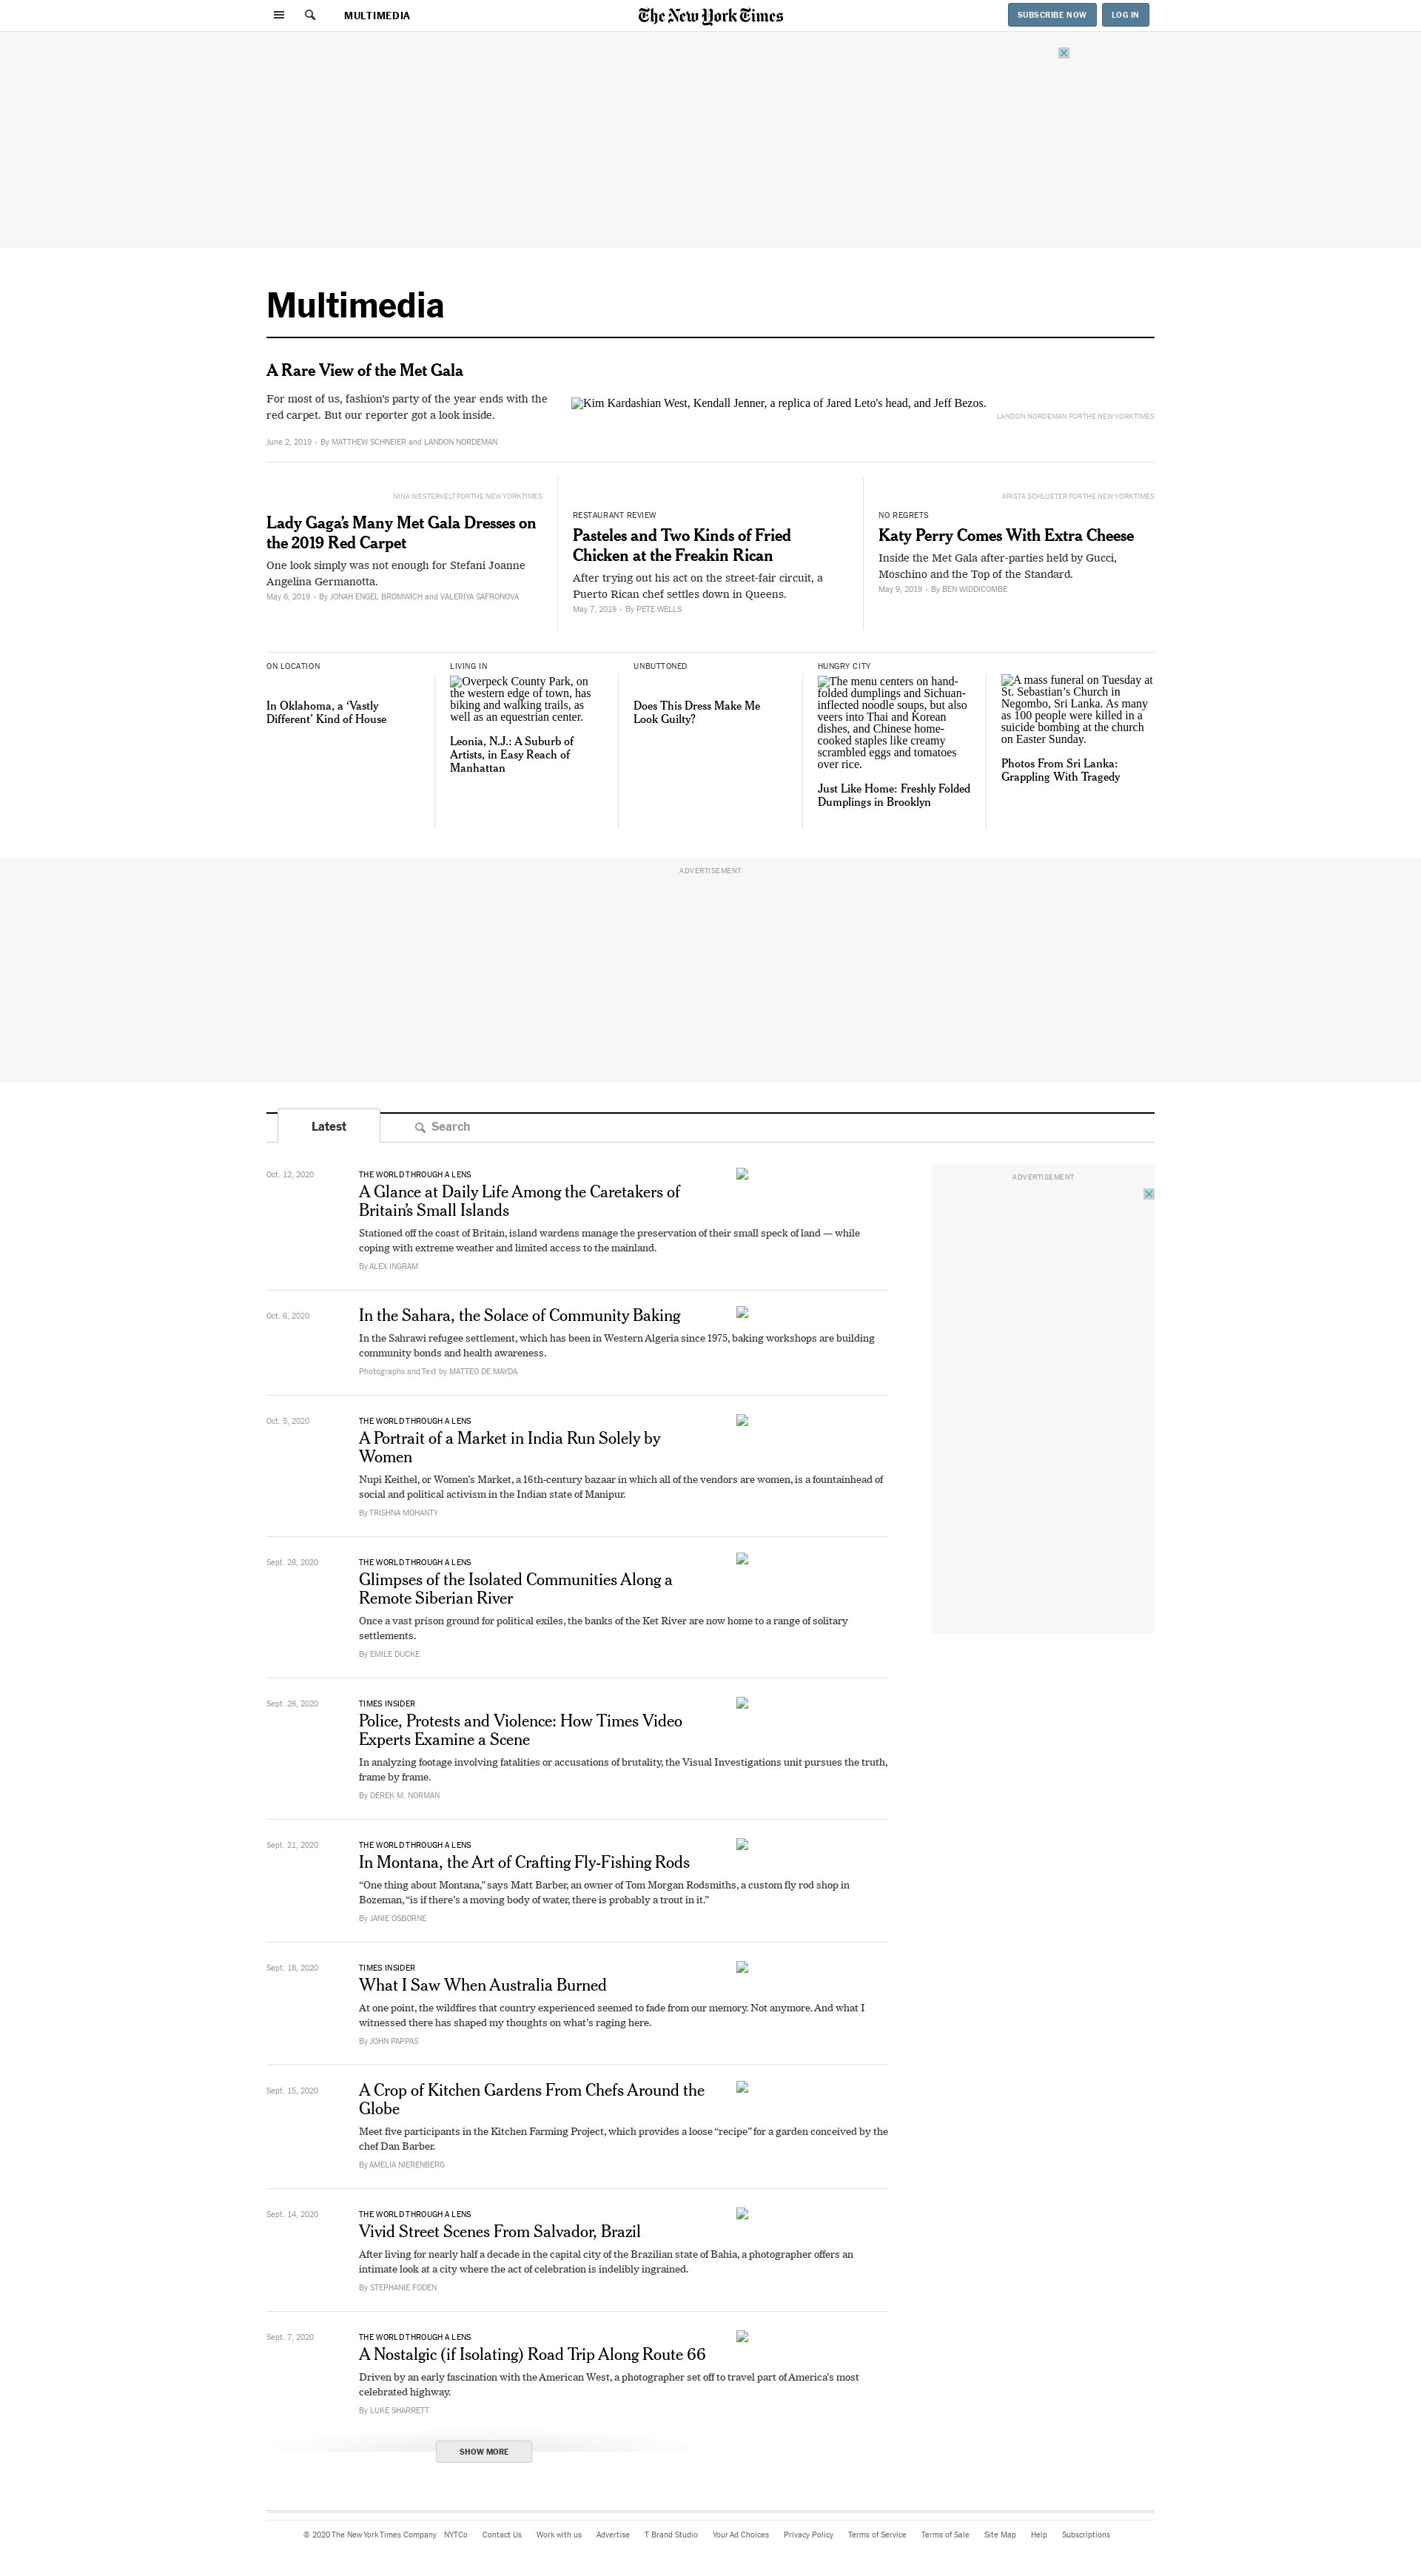 MULTIMEDIA
The New York Times
SUBSCRIBE NOW
LOG IN
Multimedia
A Rare View of the Met Gala
For most of us, fashion's party of the year ends with the
red carpet. But our reporter got a look inside.
June 2, 2019 - By MATTHEW SCHNEIER and LANDON NORDEMAN
Kim Kardashian West, Kendall Jenner, a replica of Jared Leto's head, and Jeff Bezos.
LANDON NORDEMAN FOR THE NEW YORK TIMES
NINA WESTERVELT FOR THE NEW YORK TIMES
Lady Gaga’s Many Met Gala Dresses on
the 2019 Red Carpet
One look simply was not enough for Stefani Joanne
Angelina Germanotta.
May 6, 2019 - By JONAH ENGEL BROMWICH and VALERIYA SAFRONOVA
RESTAURANT REVIEW
Pasteles and Two Kinds of Fried
Chicken at the Freakin Rican
After trying out his act on the street-fair circuit, a
Puerto Rican chef settles down in Queens.
May 7, 2019 - By PETE WELLS
KRISTA SCHLUETER FOR THE NEW YORK TIMES
NO REGRETS
Katy Perry Comes With Extra Cheese
Inside the Met Gala after-parties held by Gucci,
Moschino and the Top of the Standard.
May 9, 2019 - By BEN WIDDICOMBE
ON LOCATION
In Oklahoma, a ‘Vastly
Different’ Kind of House
LIVING IN
Overpeck County Park, on
the western edge of town, has
biking and walking trails, as
well as an equestrian center.
Leonia, N.J.: A Suburb of
Artists, in Easy Reach of
Manhattan
UNBUTTONED
Does This Dress Make Me
Look Guilty?
HUNGRY CITY
The menu centers on hand-
folded dumplings and Sichuan-
inflected noodle soups, but also
veers into Thai and Korean
dishes, and Chinese home-
cooked staples like creamy
scrambled eggs and tomatoes
over rice.
Just Like Home: Freshly Folded
Dumplings in Brooklyn
A mass funeral on Tuesday at
St. Sebastian’s Church in
Negombo, Sri Lanka. As many
as 100 people were killed in a
suicide bombing at the church
on Easter Sunday.
Photos From Sri Lanka:
Grappling With Tragedy
ADVERTISEMENT
Latest
Search
ADVERTISEMENT
Oct. 12, 2020
THE WORLD THROUGH A LENS
A Glance at Daily Life Among the Caretakers of
Britain’s Small Islands
Stationed off the coast of Britain, island wardens manage the preservation of their small speck of land — while
coping with extreme weather and limited access to the mainland.
By ALEX INGRAM
Oct. 6, 2020
In the Sahara, the Solace of Community Baking
In the Sahrawi refugee settlement, which has been in Western Algeria since 1975, baking workshops are building
community bonds and health awareness.
Photographs and Text by MATTEO DE MAYDA
Oct. 5, 2020
THE WORLD THROUGH A LENS
A Portrait of a Market in India Run Solely by
Women
Nupi Keithel, or Women’s Market, a 16th-century bazaar in which all of the vendors are women, is a fountainhead of
social and political activism in the Indian state of Manipur.
By TRISHNA MOHANTY
Sept. 28, 2020
THE WORLD THROUGH A LENS
Glimpses of the Isolated Communities Along a
Remote Siberian River
Once a vast prison ground for political exiles, the banks of the Ket River are now home to a range of solitary
settlements.
By EMILE DUCKE
Sept. 26, 2020
TIMES INSIDER
Police, Protests and Violence: How Times Video
Experts Examine a Scene
In analyzing footage involving fatalities or accusations of brutality, the Visual Investigations unit pursues the truth,
frame by frame.
By DEREK M. NORMAN
Sept. 21, 2020
THE WORLD THROUGH A LENS
In Montana, the Art of Crafting Fly-Fishing Rods
“One thing about Montana,” says Matt Barber, an owner of Tom Morgan Rodsmiths, a custom fly rod shop in
Bozeman, “is if there’s a moving body of water, there is probably a trout in it.”
By JANIE OSBORNE
Sept. 18, 2020
TIMES INSIDER
What I Saw When Australia Burned
At one point, the wildfires that country experienced seemed to fade from our memory. Not anymore. And what I
witnessed there has shaped my thoughts on what’s raging here.
By JOHN PAPPAS
Sept. 15, 2020
A Crop of Kitchen Gardens From Chefs Around the
Globe
Meet five participants in the Kitchen Farming Project, which provides a loose “recipe” for a garden conceived by the
chef Dan Barber.
By AMELIA NIERENBERG
Sept. 14, 2020
THE WORLD THROUGH A LENS
Vivid Street Scenes From Salvador, Brazil
After living for nearly half a decade in the capital city of the Brazilian state of Bahia, a photographer offers an
intimate look at a city where the act of celebration is indelibly ingrained.
By STEPHANIE FODEN
Sept. 7, 2020
THE WORLD THROUGH A LENS
A Nostalgic (if Isolating) Road Trip Along Route 66
Driven by an early fascination with the American West, a photographer set off to travel part of America’s most
celebrated highway.
By LUKE SHARRETT
SHOW MORE
© 2020 The New York Times Company NYTCo Contact Us Work with us Advertise T Brand Studio Your Ad Choices Privacy Policy Terms of Service Terms of Sale Site Map Help Subscriptions